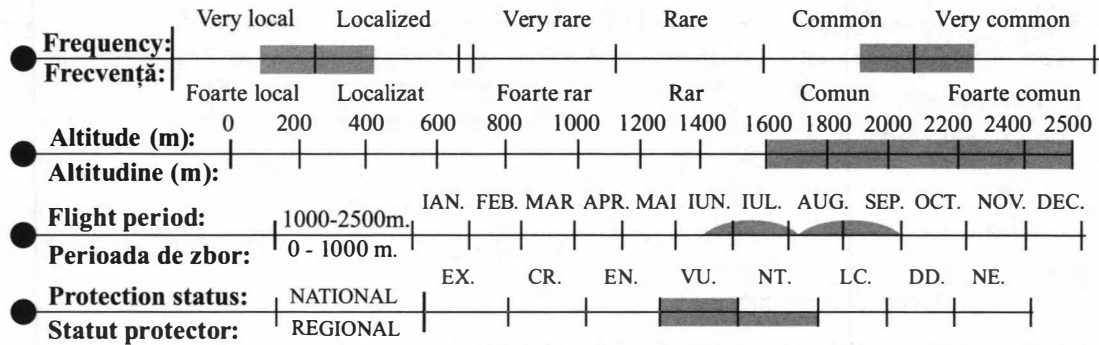 Very local Localized Very rare Rare Common Very common
Frequency:
Frecvență:
Foarte local Localizat Foarte rar Rar Comun Foarte comun
0 200 400 600 800 1000 1200 1400 1600 1800 2000 2200 2400 2500
Altitude (m):
Altitudine (m):
IAN. FEB. MAR APR. MAI IUN. IUL. AUG. SEP. OCT. NOV. DEC.
Flight period: 1000-2500m.
Perioada de zbor: 0 - 1000 m.
EX. CR. EN. VU. NT. LC. DD. NE.
Protection status: NATIONAL
Statut protector: REGIONAL